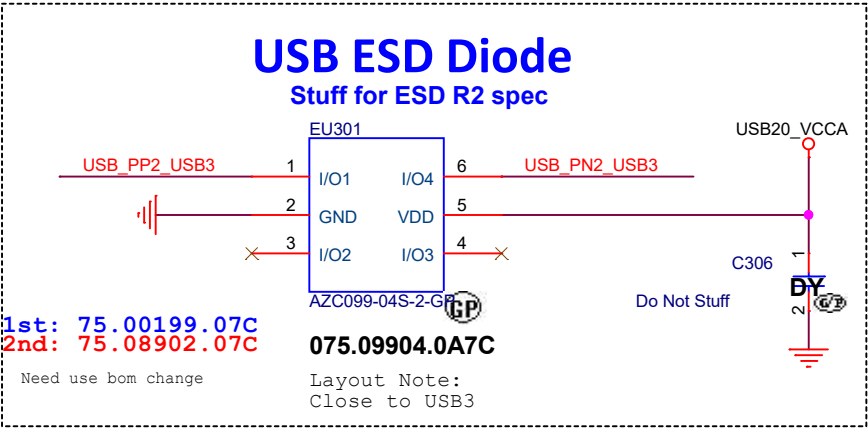 USB ESD Diode
Stuff for ESD R2 spec
EU301
USB20_VCCA
USB_PP2_USB3 1 I/O1 I/O4 6 USB_PN2_USB3
2 GND VDD 5
3 I/O2 I/O3 4
C306 1
DY
G/P
2
AZC099-04S-2-GP
GP
Do Not Stuff
1st: 75.00199.07C
2nd: 75.08902.07C
075.09904.0A7C
Need use bom change
Layout Note:
Close to USB3